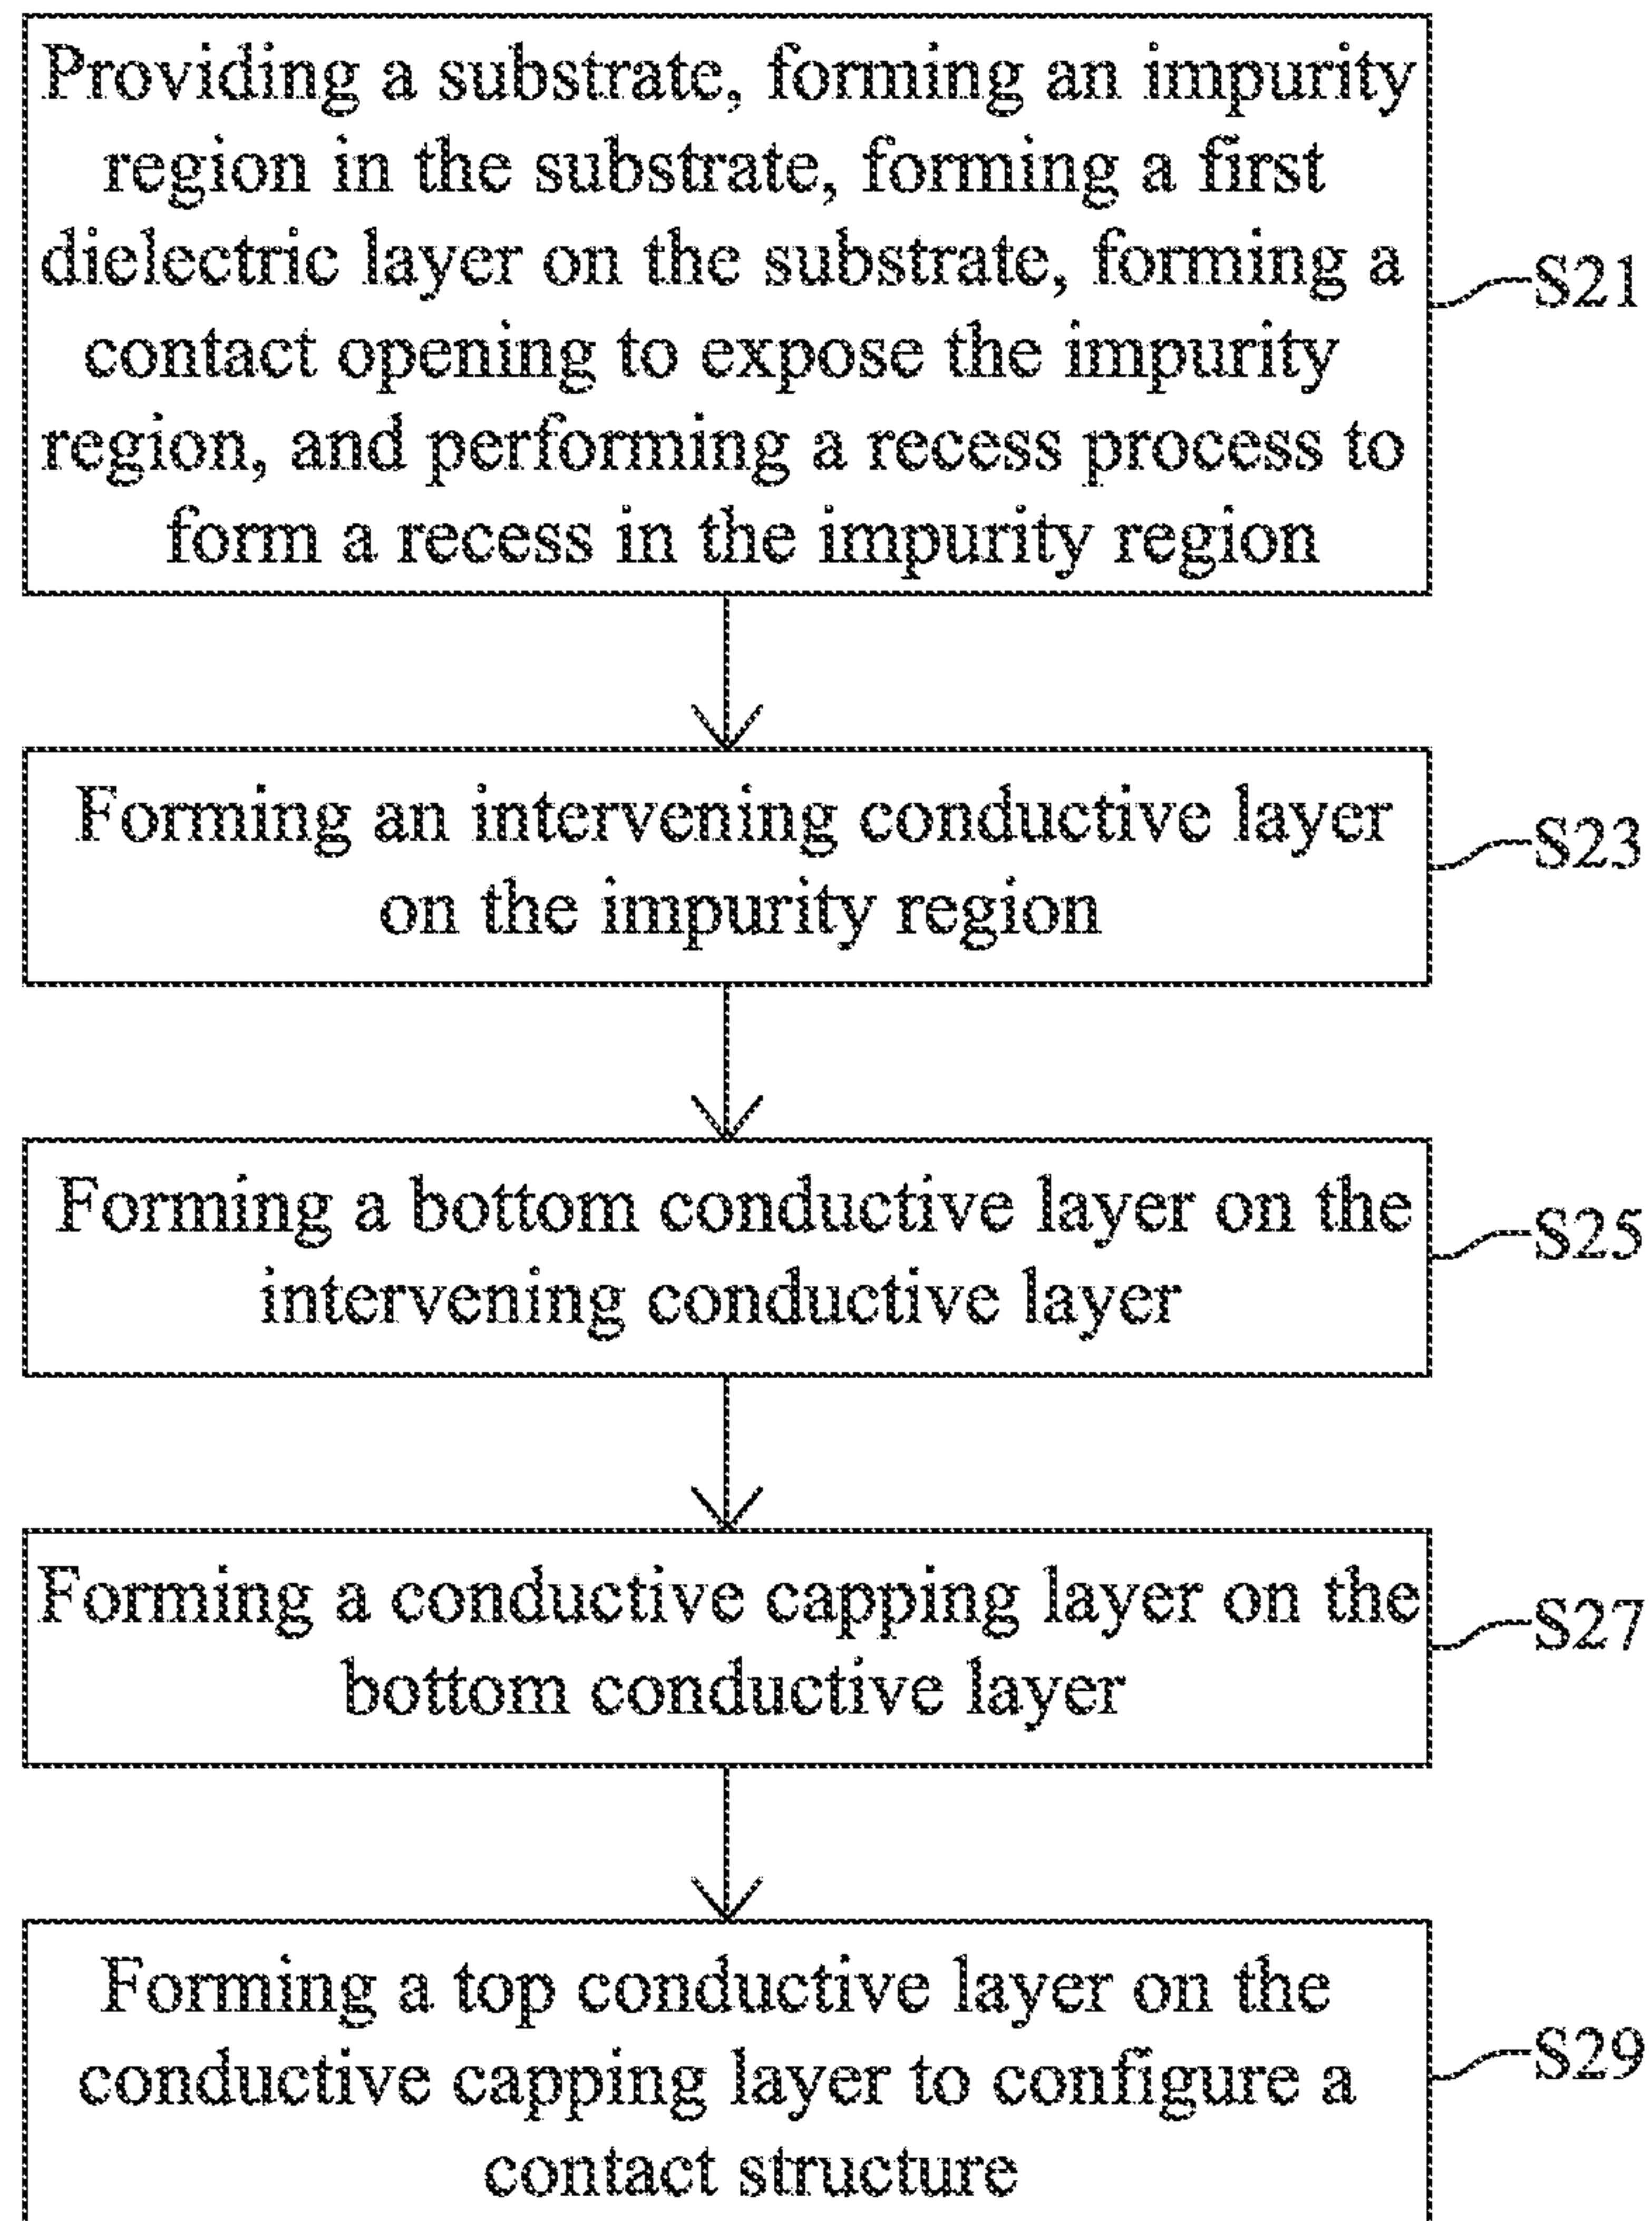 Providing a substrate, forming an impurity
region in the substrate, forming a first
dielectric layer on the substrate, forming a
contact opening to expose the impurity
region, and performing a recess process to
form a recess in the impurity region
S21
Forming an intervening conductive layer
on the impurity region
S23
Forming a bottom conductive layer on the
intervening conductive layer
S25
Forming a conductive capping layer on the
bottom conductive layer
S27
Forming a top conductive layer on the
conductive capping layer to configure a
contact structure
S29